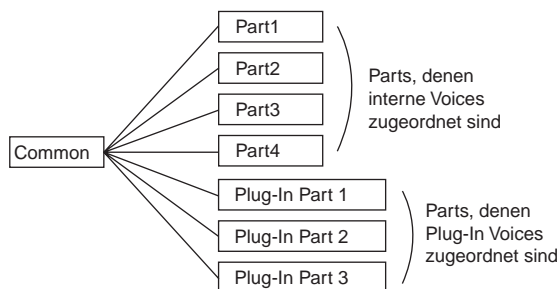 Common
Part1
Part2
Part3
Part4
Parts, denen
interne Voices
zugeordnet sind
Plug-In Part 1
Plug-In Part 2
Plug-In Part 3
Parts, denen
Plug-In Voices
zugeordnet sind